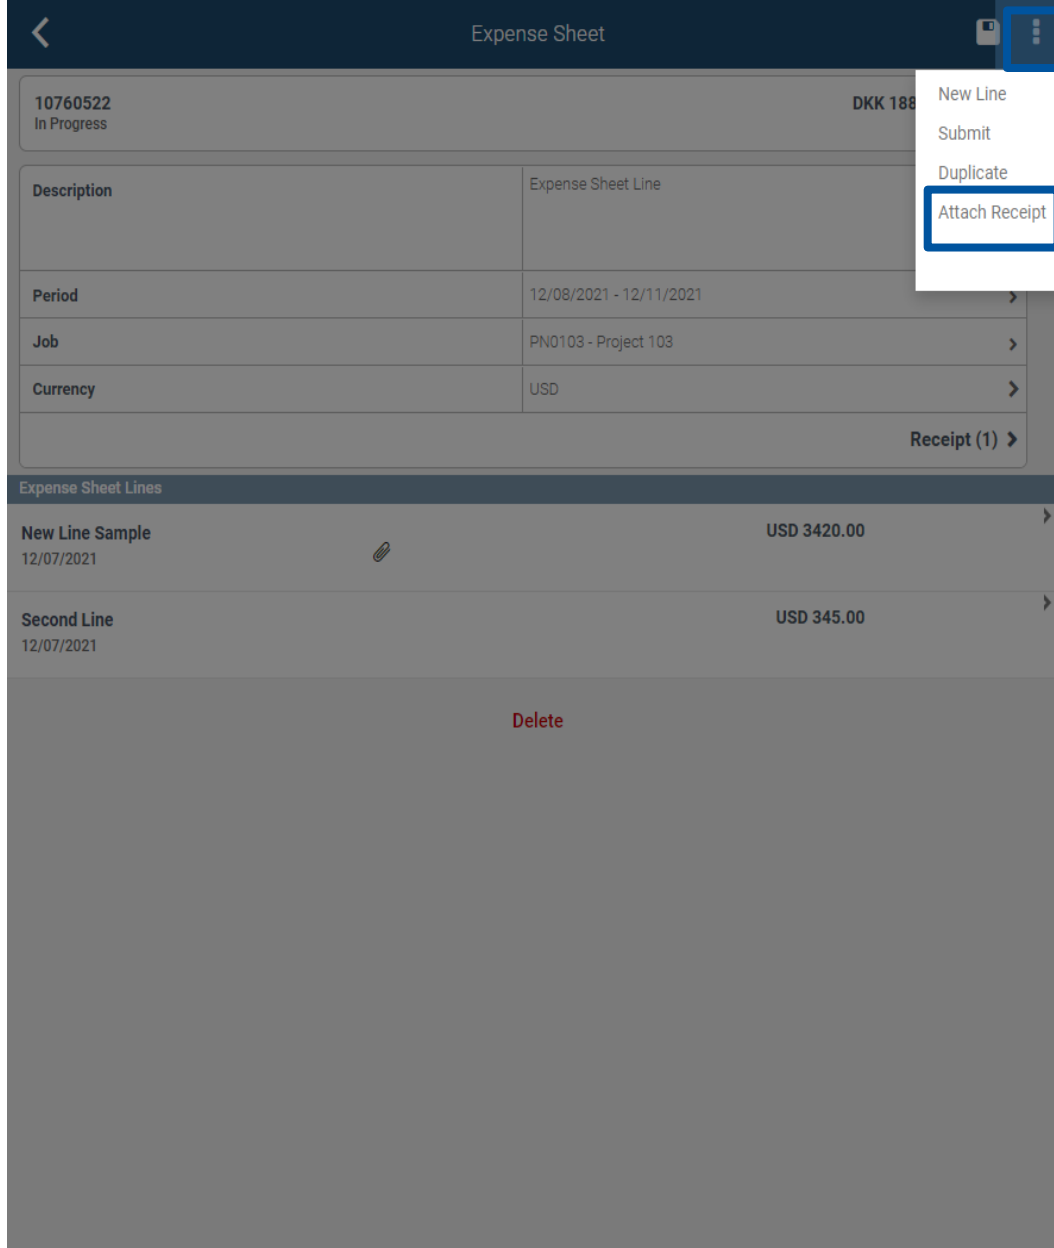 Expense Sheet
10760522
In Progress
DKK 188
New Line
Submit
Duplicate
Attach Receipt
Description
Expense Sheet Line
Period
12/08/2021 - 12/11/2021
Job
PN0103 - Project 103
Currency
USD
Receipt (1)
Expense Sheet Lines
New Line Sample
12/07/2021
USD 3420.00
Second Line
12/07/2021
USD 345.00
Delete